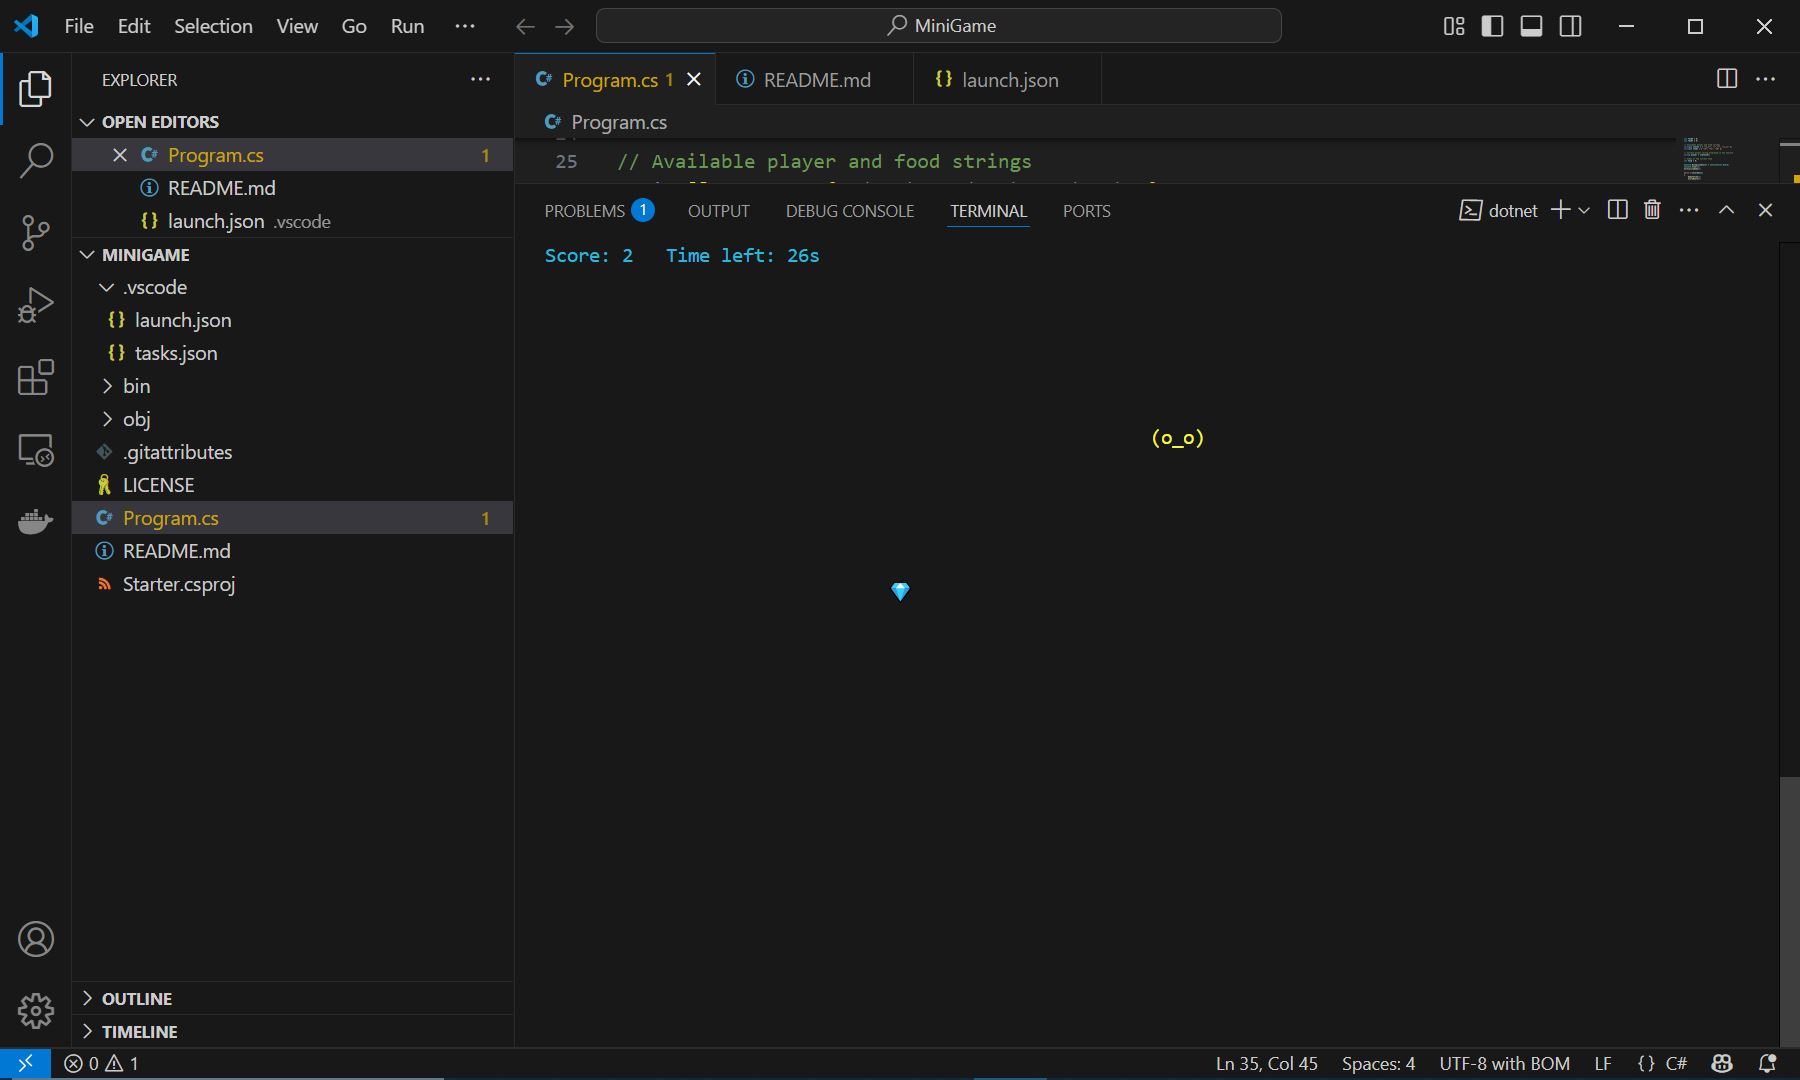 File Edit Selection View Go Run ···
MiniGame
EXPLORER
OPEN EDITORS
Program.cs 1
README.md
launch.json .vscode
MINIGAME
.vscode
launch.json
tasks.json
bin
obj
.gitattributes
LICENSE
Program.cs 1
README.md
Starter.csproj
OUTLINE
TIMELINE
Program.cs 1 README.md launch.json
Program.cs
25 // Available player and food strings
PROBLEMS 1 OUTPUT DEBUG CONSOLE TERMINAL PORTS dotnet
Score: 2 Time left: 26s
(o_o)
0 1 Ln 35, Col 45 Spaces: 4 UTF-8 with BOM LF {} C#